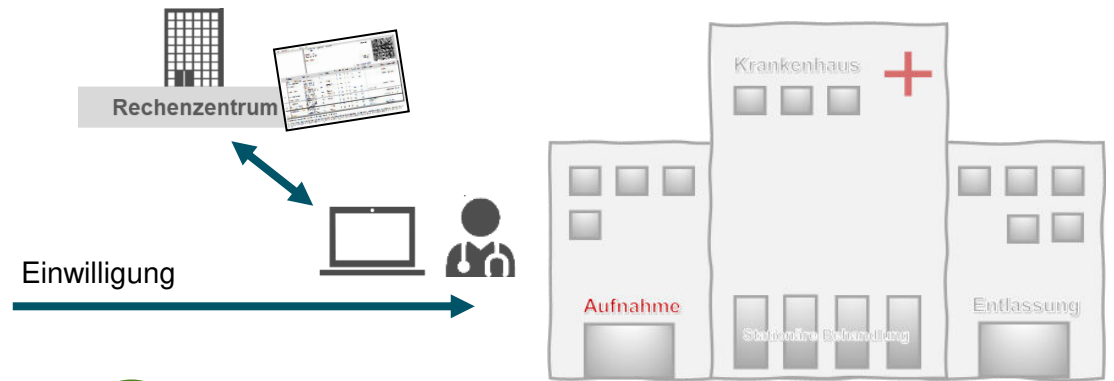 Rechenzentrum
Einwilligung
Krankenhaus
Aufnahme
Stationäre Behandlung
Entlassung